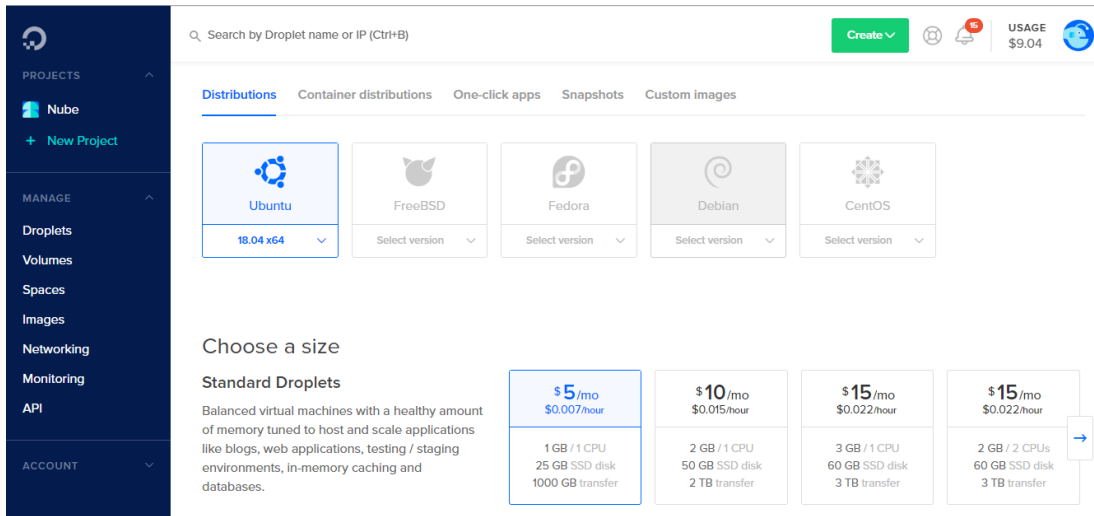 Search by Droplet name or IP (Ctrl+B)
Create
15
USAGE
$9.04
PROJECTS
Nube
+ New Project
MANAGE
Droplets
Volumes
Spaces
Images
Networking
Monitoring
API
ACCOUNT
Distributions
Container distributions
One-click apps
Snapshots
Custom images
Ubuntu
18.04 x64
FreeBSD
Select version
Fedora
Select version
Debian
Select version
CentOS
Select version
Choose a size
Standard Droplets
Balanced virtual machines with a healthy amount
of memory tuned to host and scale applications
like blogs, web applications, testing / staging
environments, in-memory caching and
databases.
$5/mo
$0.007/hour
1 GB / 1 CPU
25 GB SSD disk
1000 GB transfer
$10/mo
$0.015/hour
2 GB / 1 CPU
50 GB SSD disk
2 TB transfer
$15/mo
$0.022/hour
3 GB / 1 CPU
60 GB SSD disk
3 TB transfer
$15/mo
$0.022/hour
2 GB / 2 CPUs
60 GB SSD disk
3 TB transfer